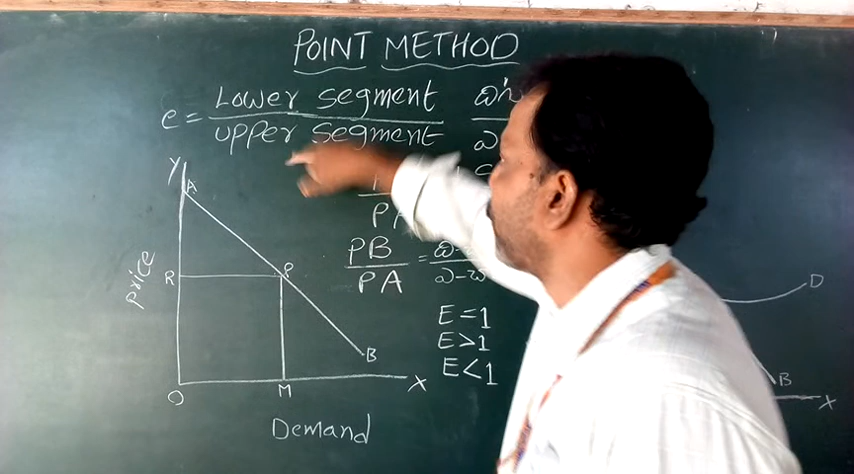 POINT METHOD
e = Lower segment
upper segment
Y
A
PA
PB
PA
=
price
R
P
E=1
E>1
E<1
B
O
M
X
Demand
D
B
X